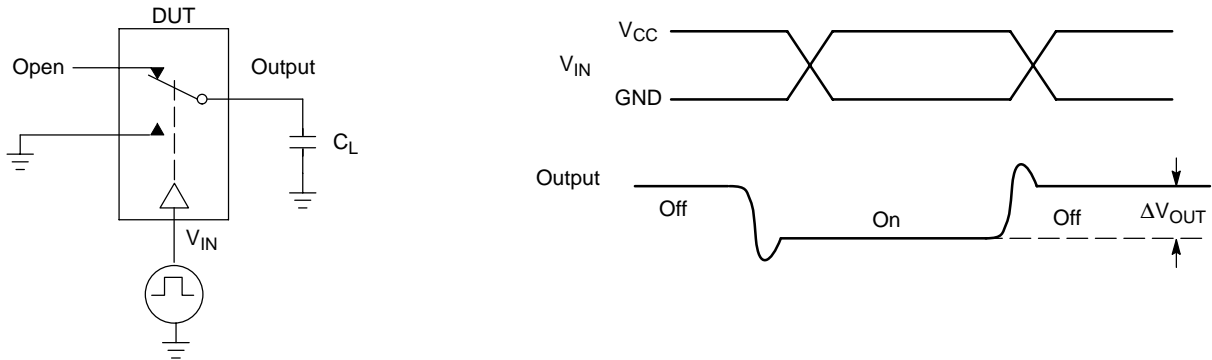 DUT
Open
Output
C_L
V_IN
V_CC
V_IN
GND
Output
Off
On
Off
ΔV_OUT